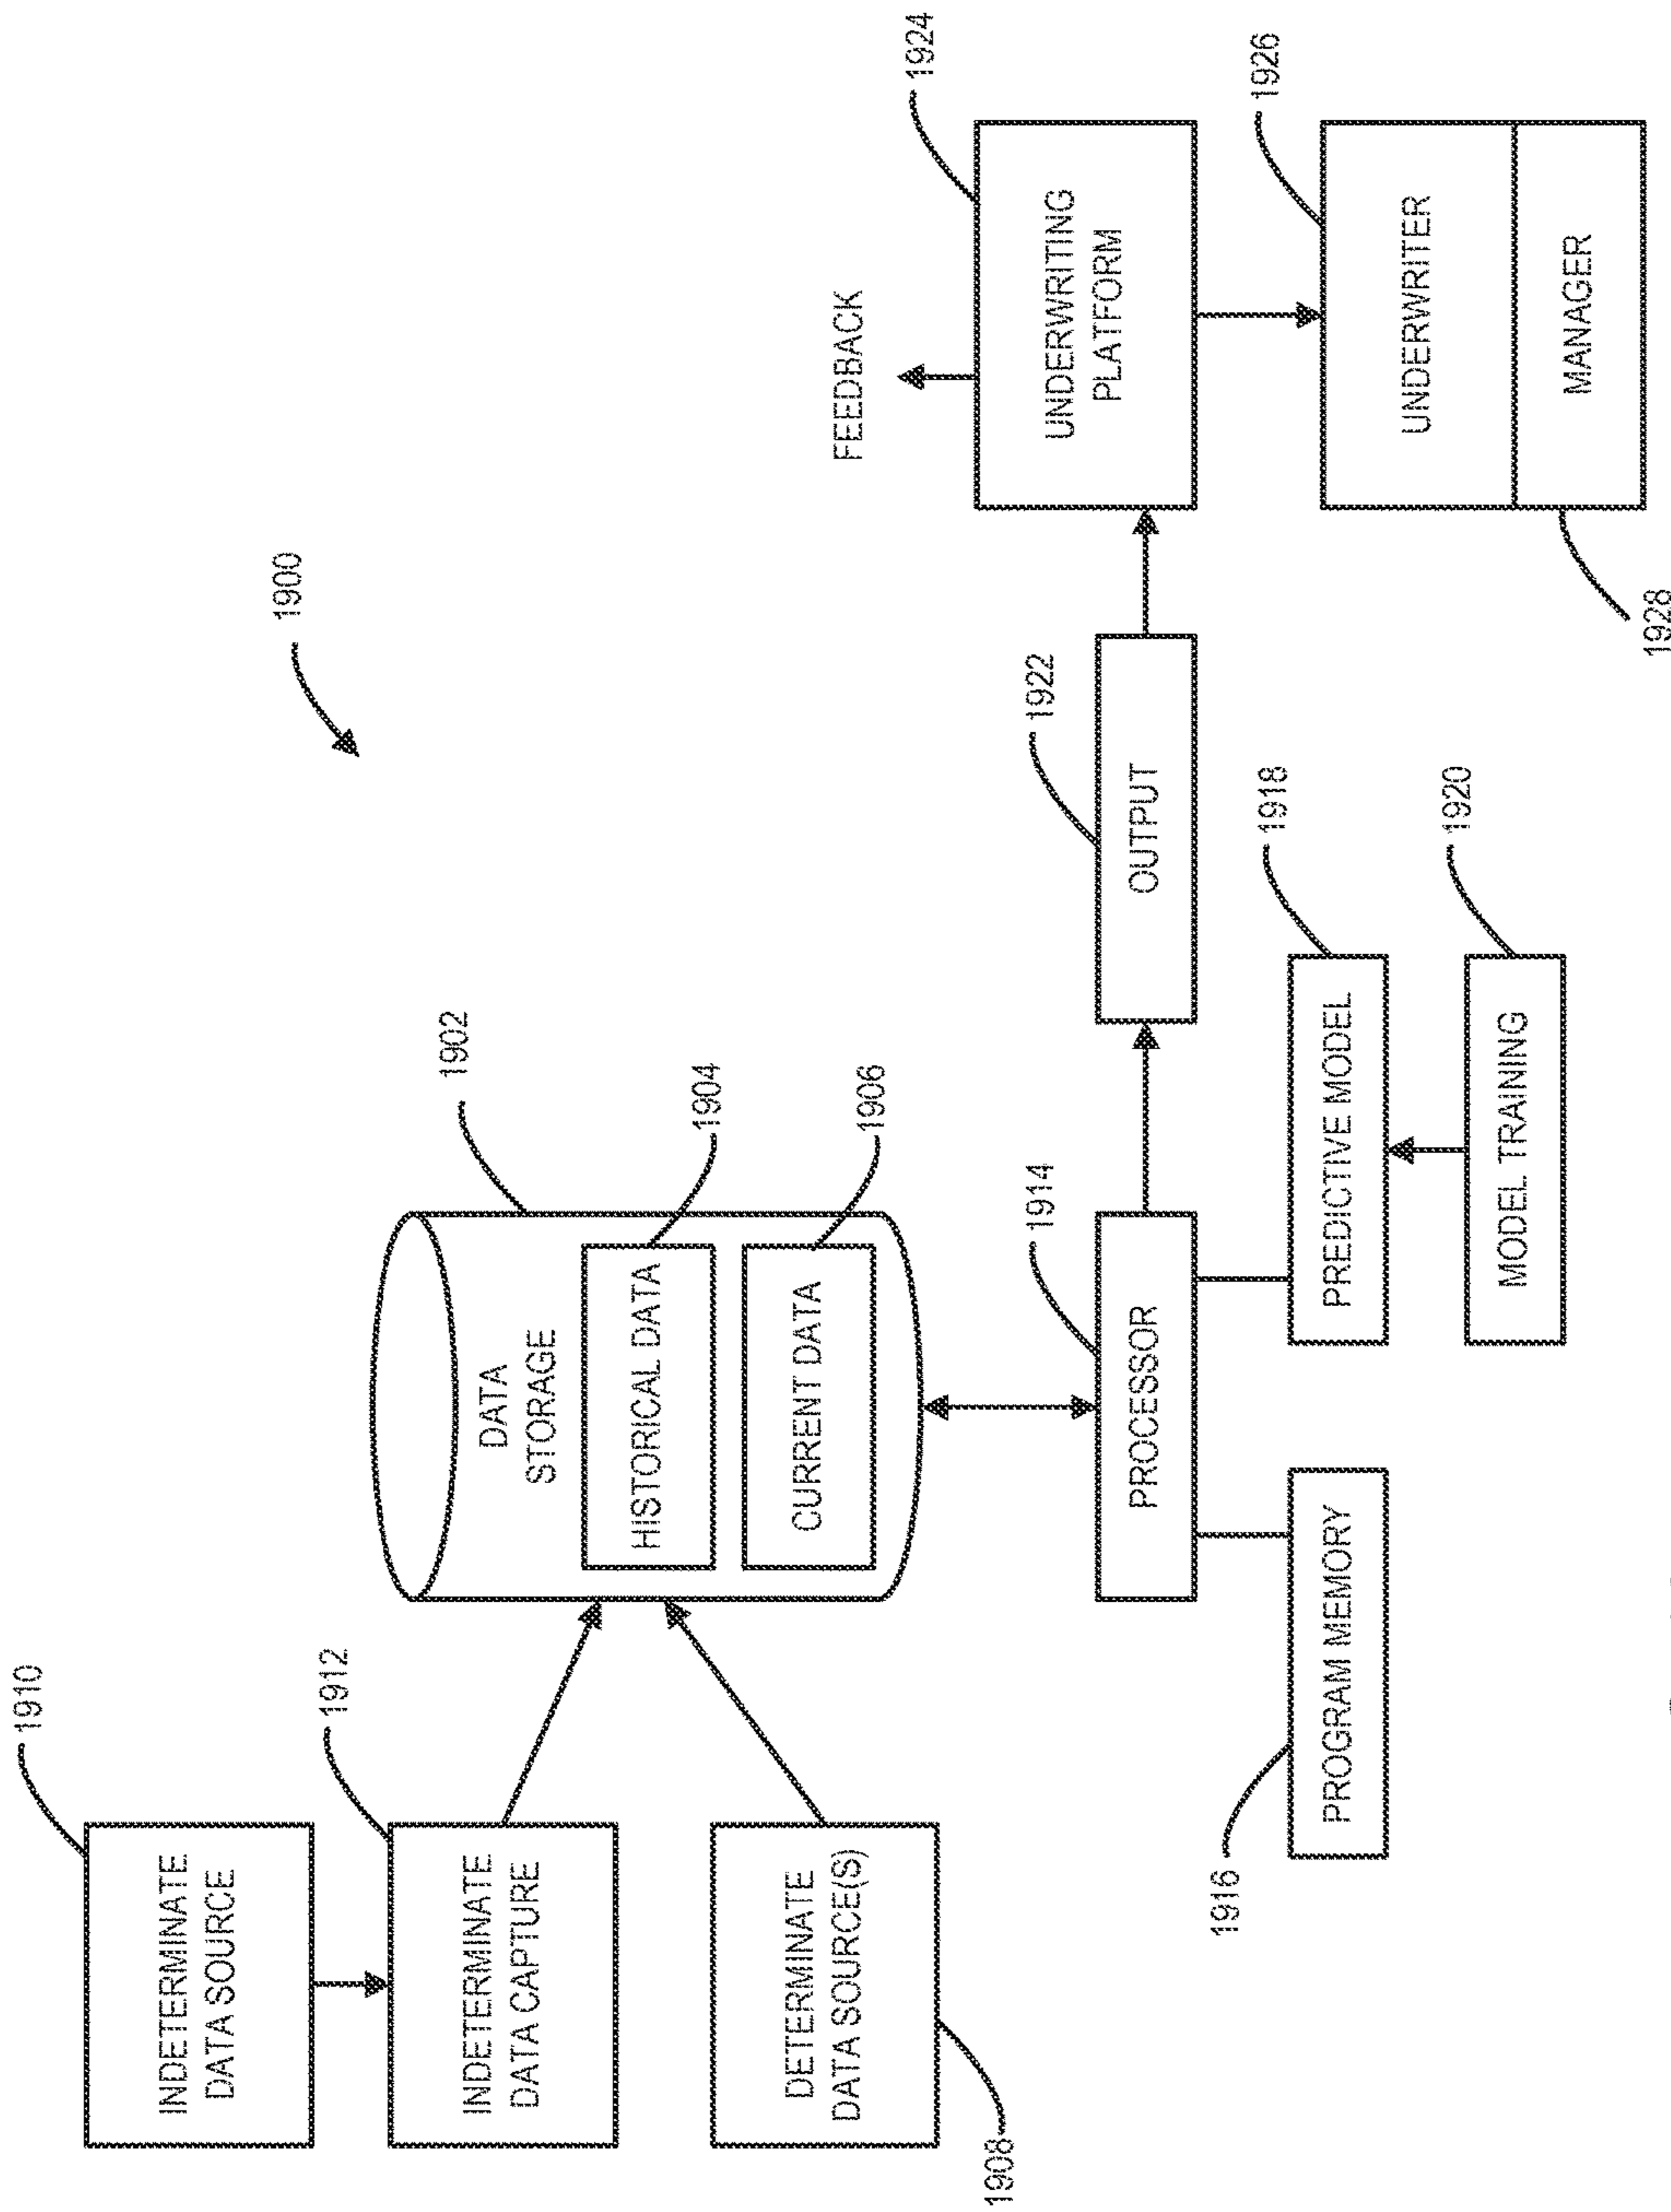 1900
1910
INDETERMINATE
DATA SOURCE
1912
INDETERMINATE
DATA CAPTURE
DETERMINATE
DATA SOURCE(S)
1908
1902
DATA
STORAGE
1904
HISTORICAL DATA
1906
CURRENT DATA
1914
PROCESSOR
1916
PROGRAM MEMORY
1918
PREDICTIVE MODEL
1920
MODEL TRAINING
1922
OUTPUT
FEEDBACK
1924
UNDERWRITING
PLATFORM
1926
UNDERWRITER
MANAGER
1928